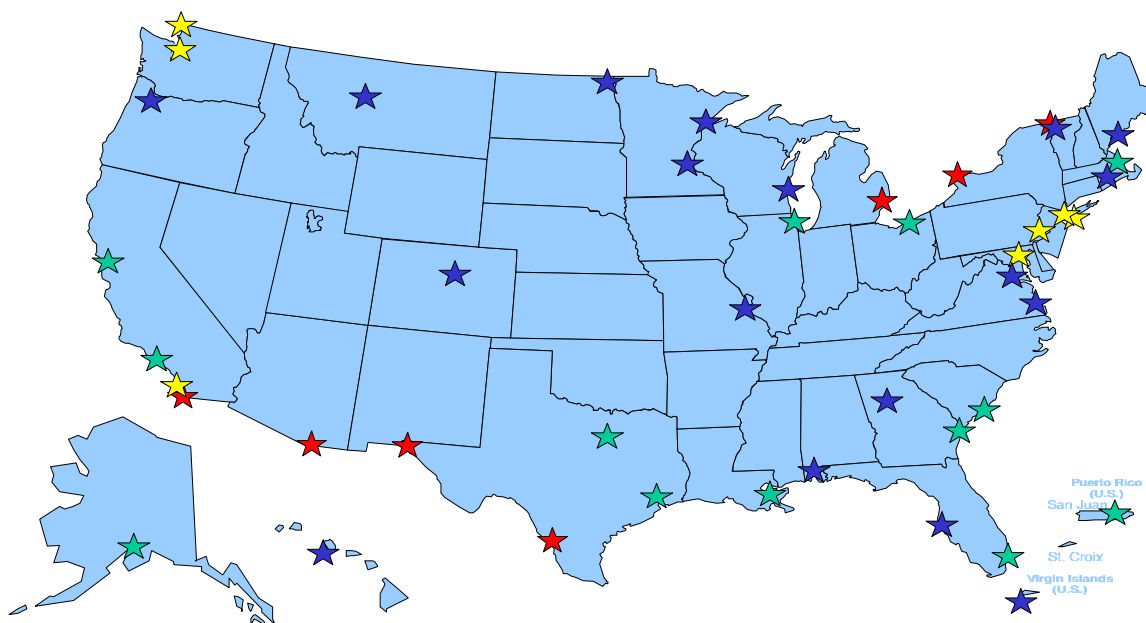 Puerto Rico
(U.S.)
San Juan
St. Croix
Virgin Islands
(U.S.)